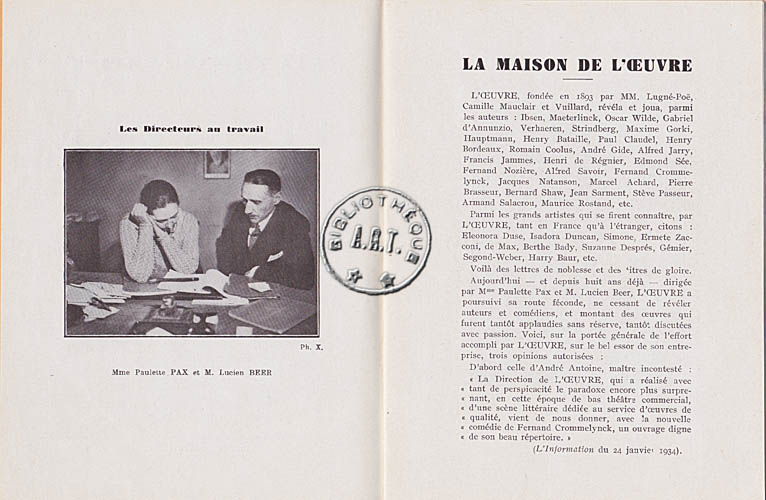 Les Directeurs au travail
Ph. X.
Mme Paulette PAX et M. Lucien BEER
BIBLIOTHÈQUE
A.R.T.
LA MAISON DE L'ŒUVRE
L'ŒUVRE, fondée en 1893 par MM. Lugné-Poë,
Camille Mauclair et Vuillard, révéla et joua, parmi
les auteurs : Ibsen, Maeterlinck, Oscar Wilde, Gabriel
d'Annunzio, Verhaeren, Strindberg, Maxime Gorki,
Hauptmann, Henry Bataille, Paul Claudel, Henry
Bordeaux, Romain Coolus, André Gide, Alfred Jarry,
Francis Jammes, Henri de Régnier, Edmond Sée,
Fernand Nozière, Alfred Savoir, Fernand Cromme-
lynck, Jacques Natanson, Marcel Achard, Pierre
Brasseur, Bernard Shaw, Jean Sarment, Stève Passeur,
Armand Salacrou, Maurice Rostand, etc.
Parmi les grands artistes qui se firent connaître, par
L'ŒUVRE, tant en France qu'à l'étranger, citons :
Eleonora Duse, Isadora Duncan, Simone, Ermete Zac-
coni, de Max, Berthe Bady, Suzanne Després, Gémier,
Segond-Weber, Harry Baur, etc.
Voilà des lettres de noblesse et des titres de gloire.
Aujourd'hui — et depuis huit ans déjà — dirigée
par Mme Paulette Pax et M. Lucien Beer, L'ŒUVRE a
poursuivi sa route féconde, ne cessant de révéler
auteurs et comédiens, et montant des œuvres qui
furent tantôt applaudies sans réserve, tantôt discutées
avec passion. Voici, sur la portée générale de l'effort
accompli par L'ŒUVRE, sur le bel essor de son entre-
prise, trois opinions autorisées :
D'abord celle d'André Antoine, maître incontesté :
« La Direction de L'ŒUVRE, qui a réalisé avec
« tant de perspicacité le paradoxe encore plus surpre-
« nant, en cette époque de bas théâtre commercial,
« d'une scène littéraire dédiée au service d'œuvres de
« qualité, vient de nous donner, avec la nouvelle
« comédie de Fernand Crommelynck, un ouvrage digne
« de son beau répertoire. »
(L'Information du 24 janvier 1934).